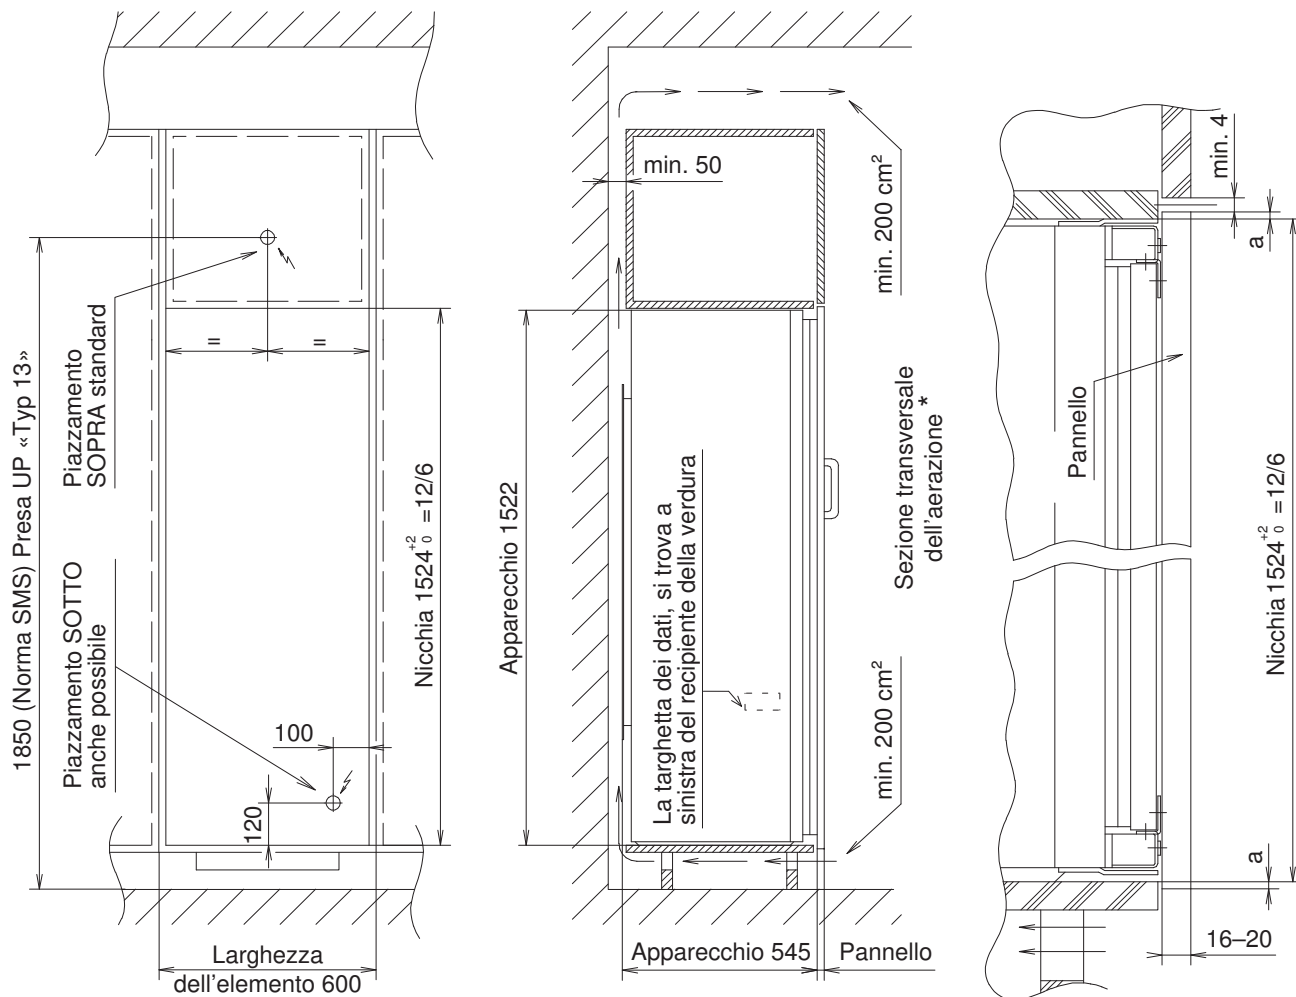 1850 (Norma SMS) Presa UP «Typ 13»
Piazzamento
SOPRA standard
Piazzamento SOTTO
anche possibile
=
=
100
120
Nicchia 1524 +2 0 =12/6
Larghezza
dell'elemento 600
min. 50
Apparecchio 1522
La targhetta dei dati, si trova a
sinistra del recipiente della verdura
min. 200 cm²
Sezione transversale
dell'aerazione *
min. 200 cm²
Apparecchio 545
Pannello
min. 4
a
Pannello
Nicchia 1524 +2 0 =12/6
a
16–20